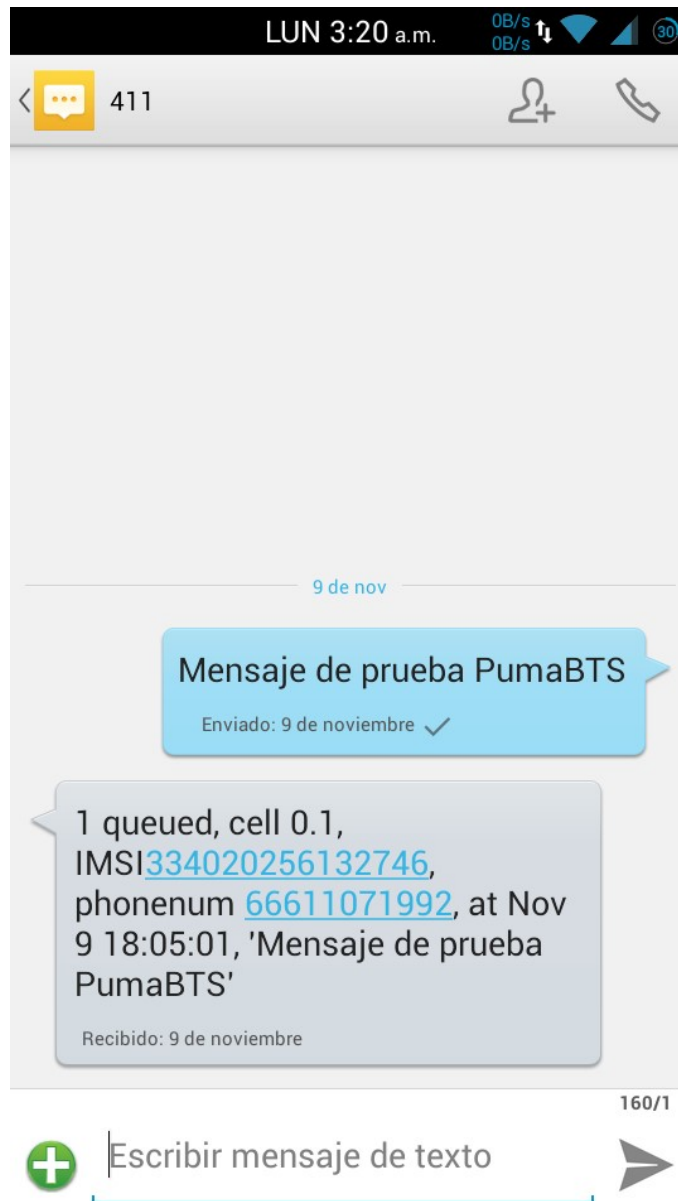 LUN 3:20 a.m.
0B/s
0B/s
30
411
9 de nov
Mensaje de prueba PumaBTS
Enviado: 9 de noviembre
1 queued, cell 0.1,
IMSI334020256132746,
phonenum 66611071992, at Nov
9 18:05:01, 'Mensaje de prueba
PumaBTS'
Recibido: 9 de noviembre
160/1
Escribir mensaje de texto